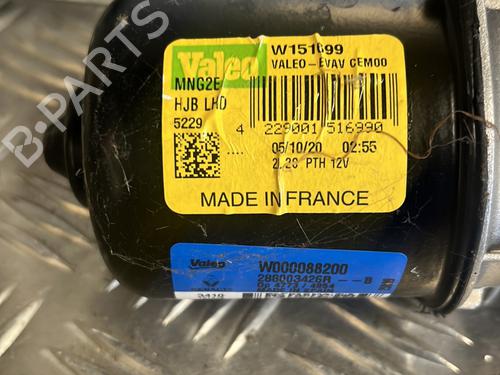 B-PARTS
Valeo
W151699
VALEO-EVAV CEM00
MNG2E
HJB LHD
5229
4 229001 516990
05/10/20 02:55
PTH 12V
MADE IN FRANCE
Valeo
W000088200
288003426R -- B